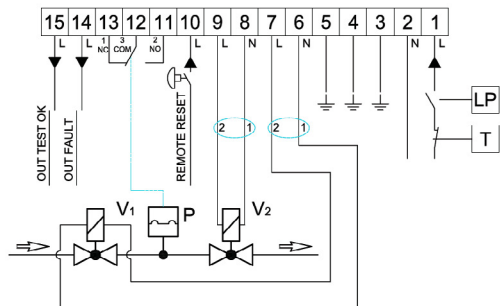 15 14 13 12 11 10 9 8 7 6 5 4 3 2 1
L L 1 NC 3 COM 2 NO L L N L N N L
OUT TEST OK
OUT FAULT
REMOTE RESET
LP
T
2 1 2 1
V1 P V2